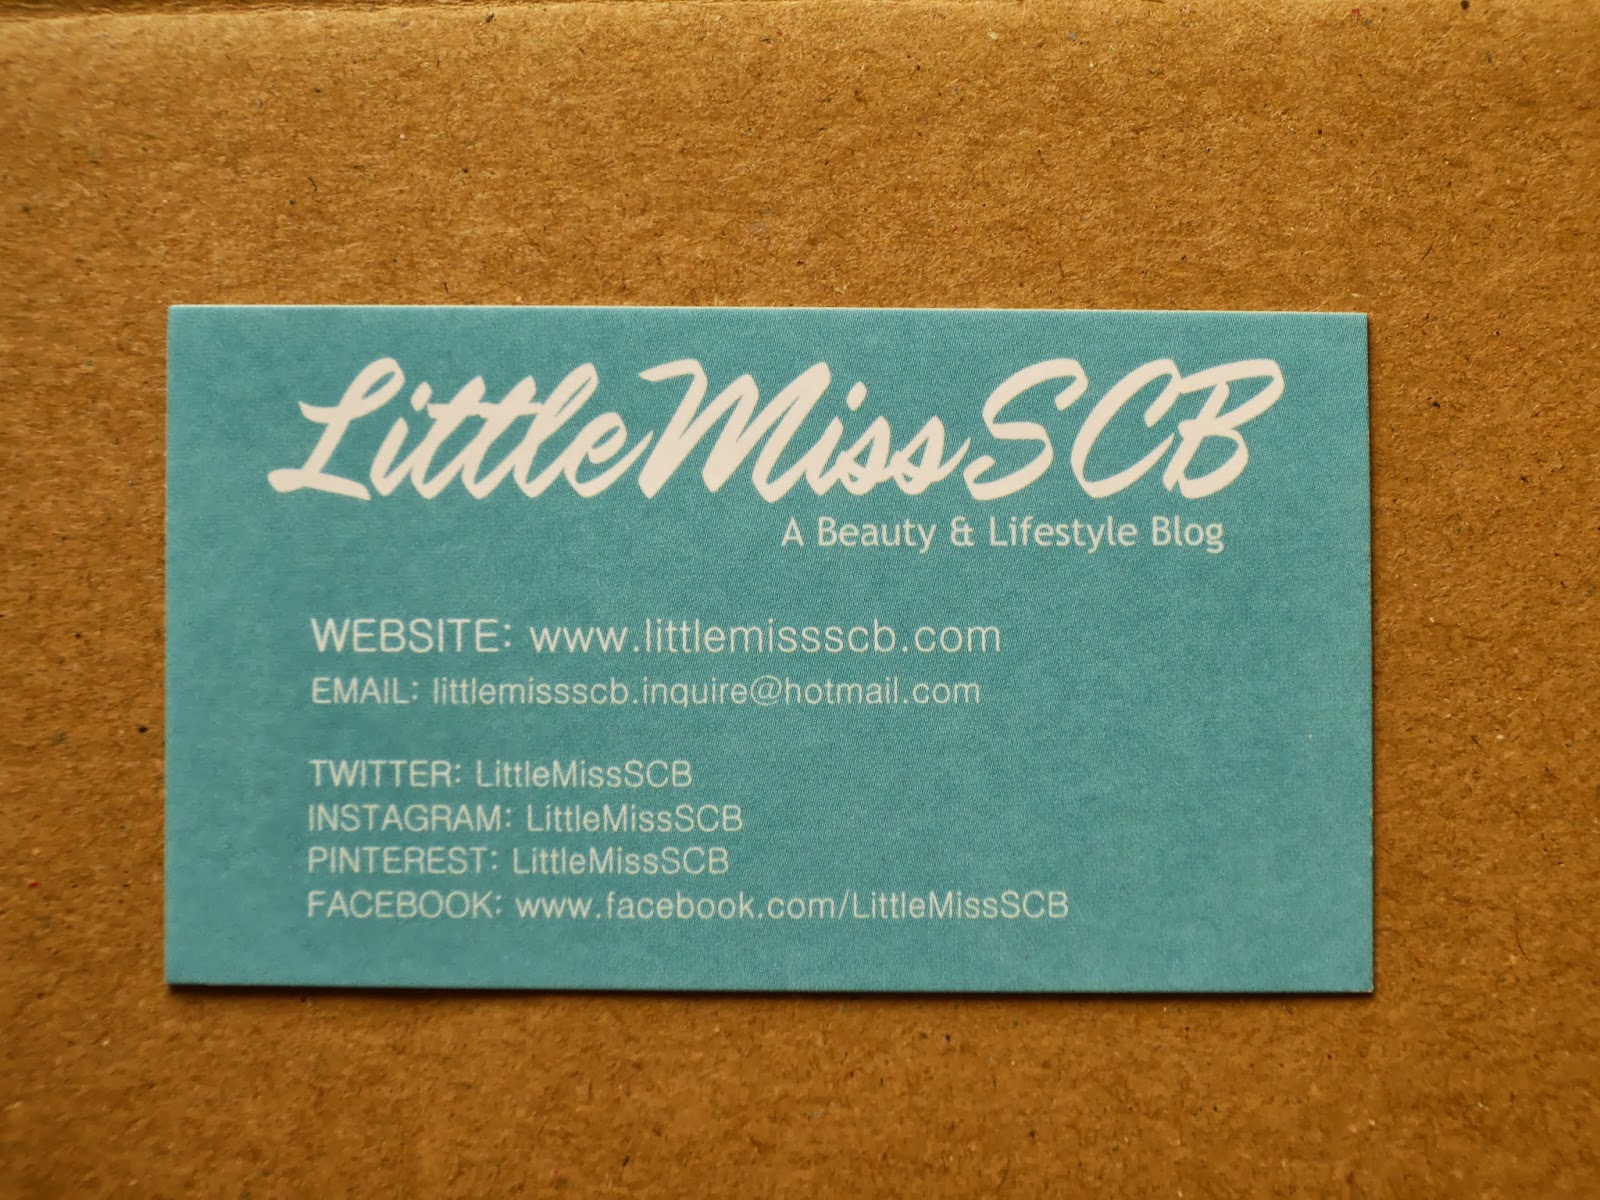 LittleMissSCB
A Beauty & Lifestyle Blog
WEBSITE: www.littlemissscb.com
EMAIL: littlemissscb.inquire@hotmail.com
TWITTER: LittleMissSCB
INSTAGRAM: LittleMissSCB
PINTEREST: LittleMissSCB
FACEBOOK: www.facebook.com/LittleMissSCB